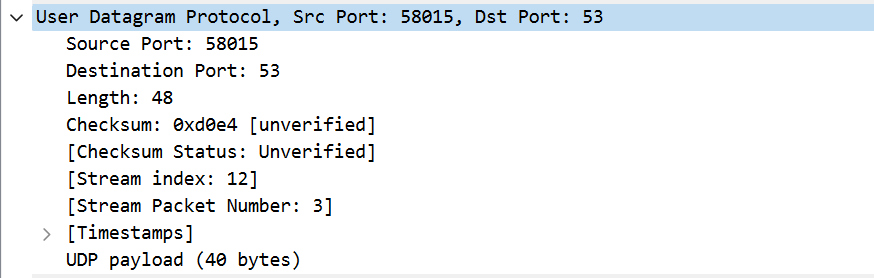 User Datagram Protocol, Src Port: 58015, Dst Port: 53
Source Port: 58015
Destination Port: 53
Length: 48
Checksum: 0xd0e4 [unverified]
[Checksum Status: Unverified]
[Stream index: 12]
[Stream Packet Number: 3]
[Timestamps]
UDP payload (40 bytes)